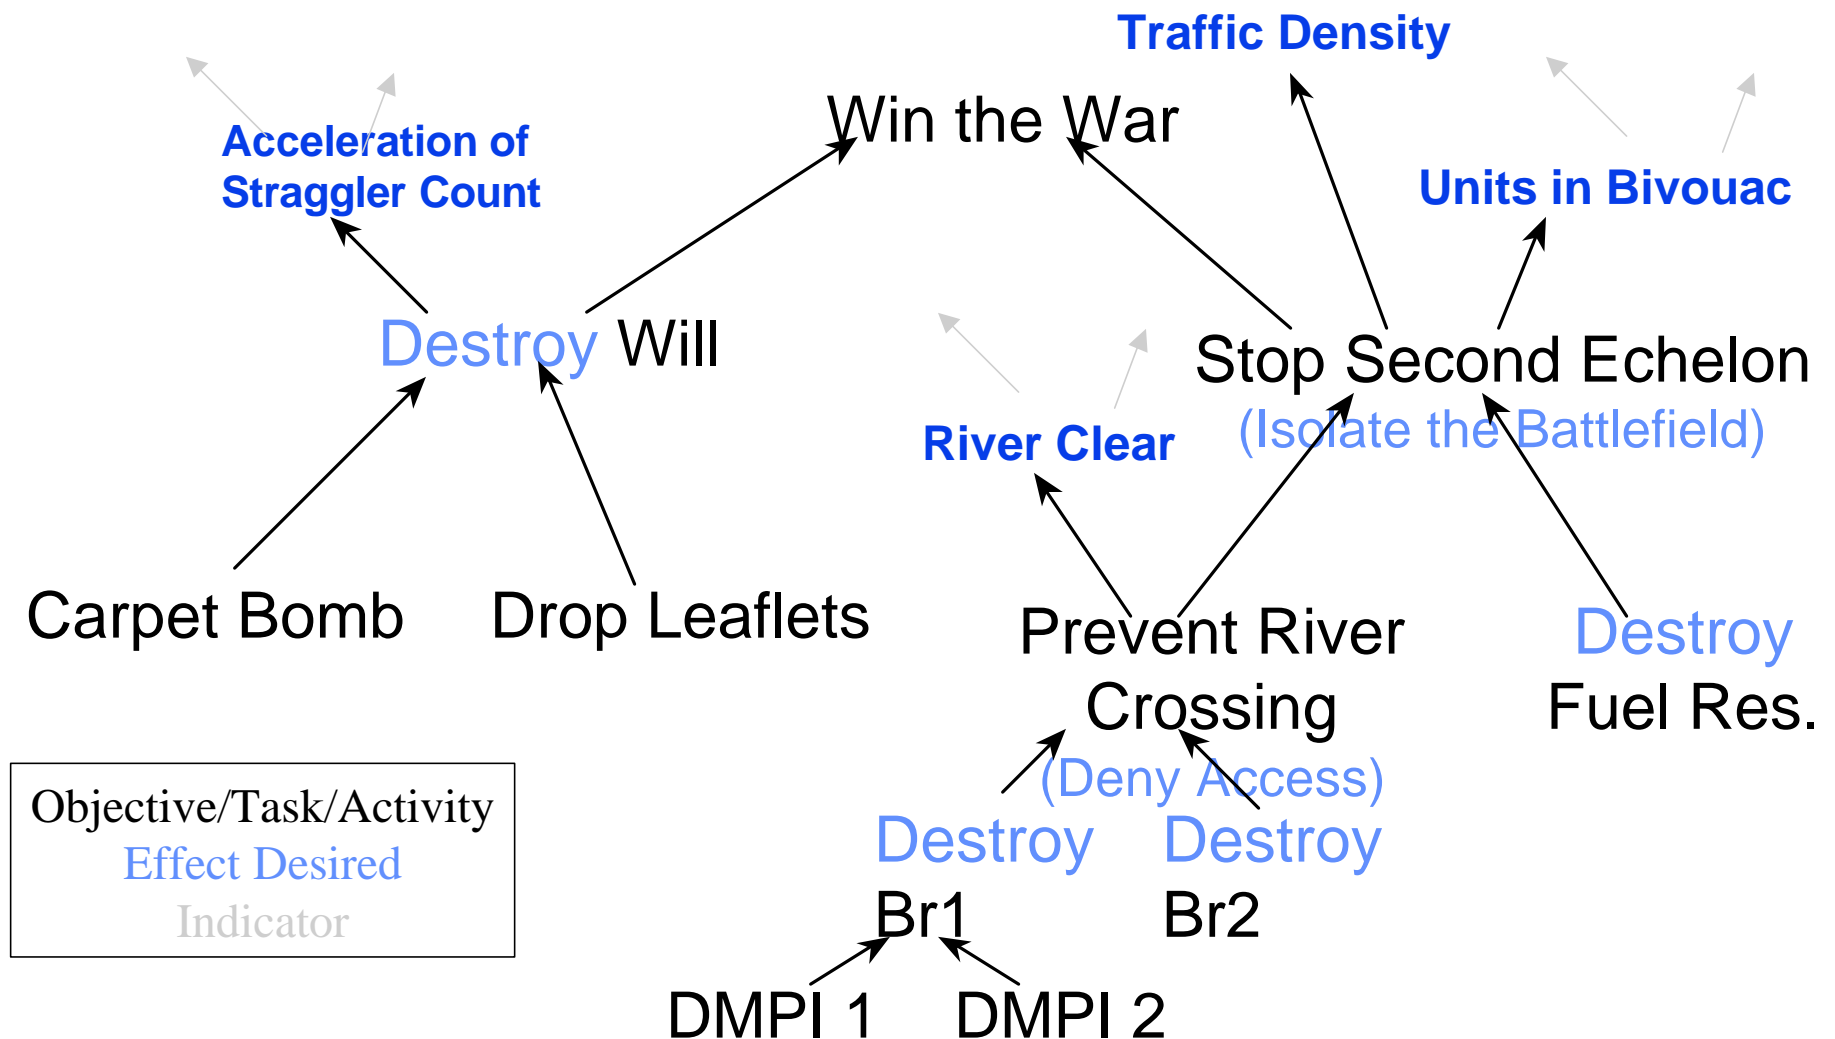 Traffic Density
Win the War
Acceleration of
Straggler Count
Units in Bivouac
Destroy Will
Stop Second Echelon
(Isolate the Battlefield)
River Clear
Carpet Bomb
Drop Leaflets
Prevent River
Crossing
(Deny Access)
Destroy
Fuel Res.
Destroy
Br1
Destroy
Br2
DMPI 1
DMPI 2
Objective/Task/Activity
Effect Desired
Indicator